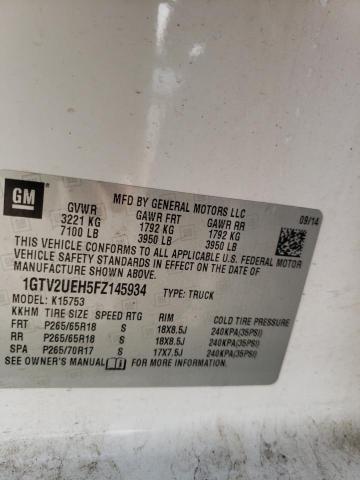 GM
MFD BY GENERAL MOTORS LLC
09/14
GVWR GAWR FRT GAWR RR
3221 KG 1792 KG 1792 KG
7100 LB 3950 LB 3950 LB
THIS VEHICLE CONFORMS TO ALL APPLICABLE U.S. FEDERAL MOTOR
VEHICLE SAFETY STANDARDS IN EFFECT ON THE DATE OF
MANUFACTURE SHOWN ABOVE.
1GTV2UEH5FZ145934 TYPE: TRUCK
MODEL: K15753
KKHM TIRE SIZE SPEED RTG RIM COLD TIRE PRESSURE
FRT P265/65R18 S 18X8.5J 240KPA(35PSI)
RR P265/65R18 S 18X8.5J 240KPA(35PSI)
SPA P265/70R17 S 17X7.5J 240KPA(35PSI)
SEE OWNER'S MANUAL FOR MORE INFORMATION.